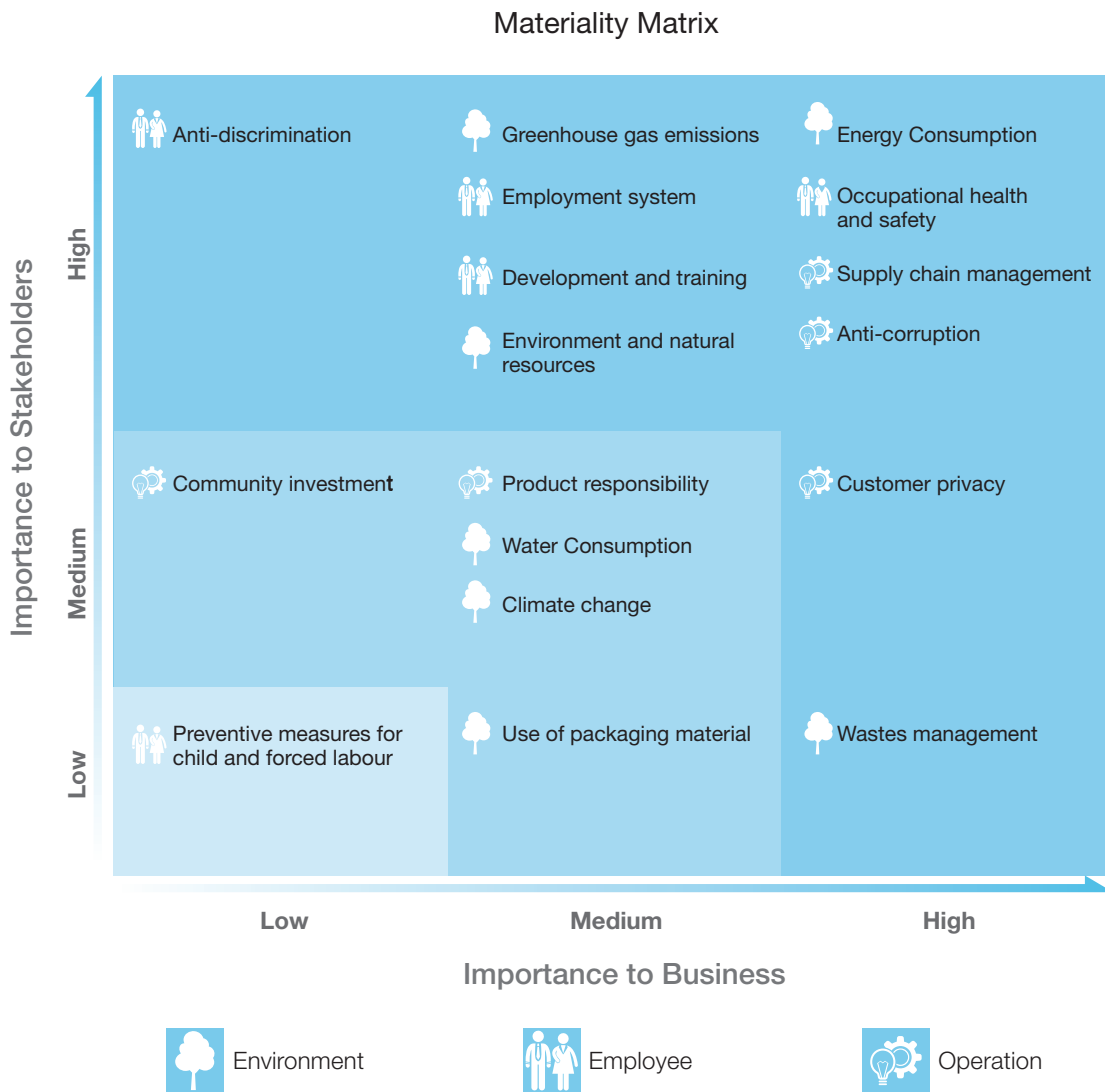 Materiality Matrix
Importance to Stakeholders
High
Medium
Low
Anti-discrimination
Greenhouse gas emissions
Energy Consumption
Employment system
Occupational health
and safety
Development and training
Supply chain management
Environment and natural
resources
Anti-corruption
Community investment
Product responsibility
Customer privacy
Water Consumption
Climate change
Preventive measures for
child and forced labour
Use of packaging material
Wastes management
Low
Medium
High
Importance to Business
Environment
Employee
Operation